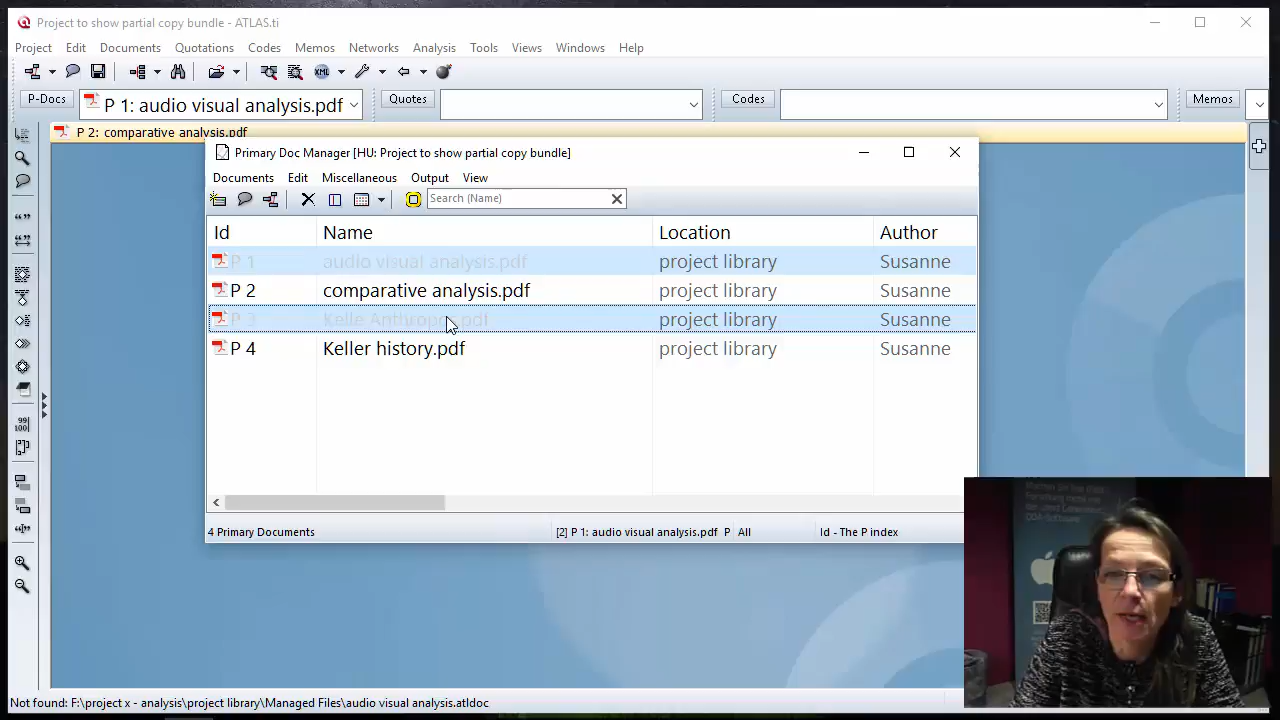 Project to show partial copy bundle - ATLAS.ti
Project Edit Documents Quotations Codes Memos Networks Analysis Tools Views Windows Help
XML
P-Docs P 1: audio visual analysis.pdf Quotes Codes Memos
P 2: comparative analysis.pdf
Primary Doc Manager [HU: Project to show partial copy bundle]
Documents Edit Miscellaneous Output View
Search (Name)
Id Name Location Author
P 1 audio visual analysis.pdf project library Susanne
P 2 comparative analysis.pdf project library Susanne
P 3 Kelle Anthropos.pdf project library Susanne
P 4 Keller history.pdf project library Susanne
4 Primary Documents [2] P 1: audio visual analysis.pdf P All Id - The P index
Not found: F:\project x - analysis\project library\Managed Files\audio visual analysis.atldoc